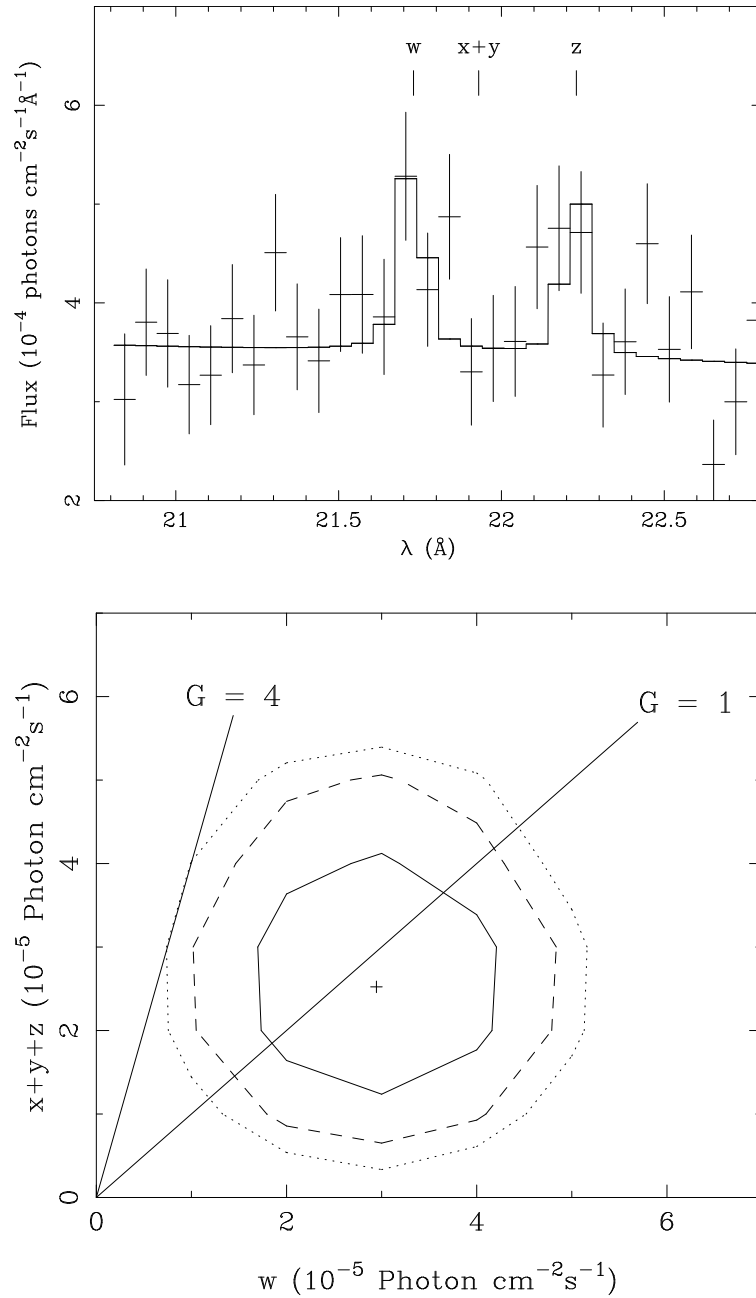 w x+y z
Flux (10⁻⁴ photons cm⁻²s⁻¹Å⁻¹)
6
4
2
21 21.5 22 22.5
λ (Å)
x+y+z (10⁻⁵ Photon cm⁻²s⁻¹)
G = 4
G = 1
6
4
2
0
0 2 4 6
w (10⁻⁵ Photon cm⁻²s⁻¹)